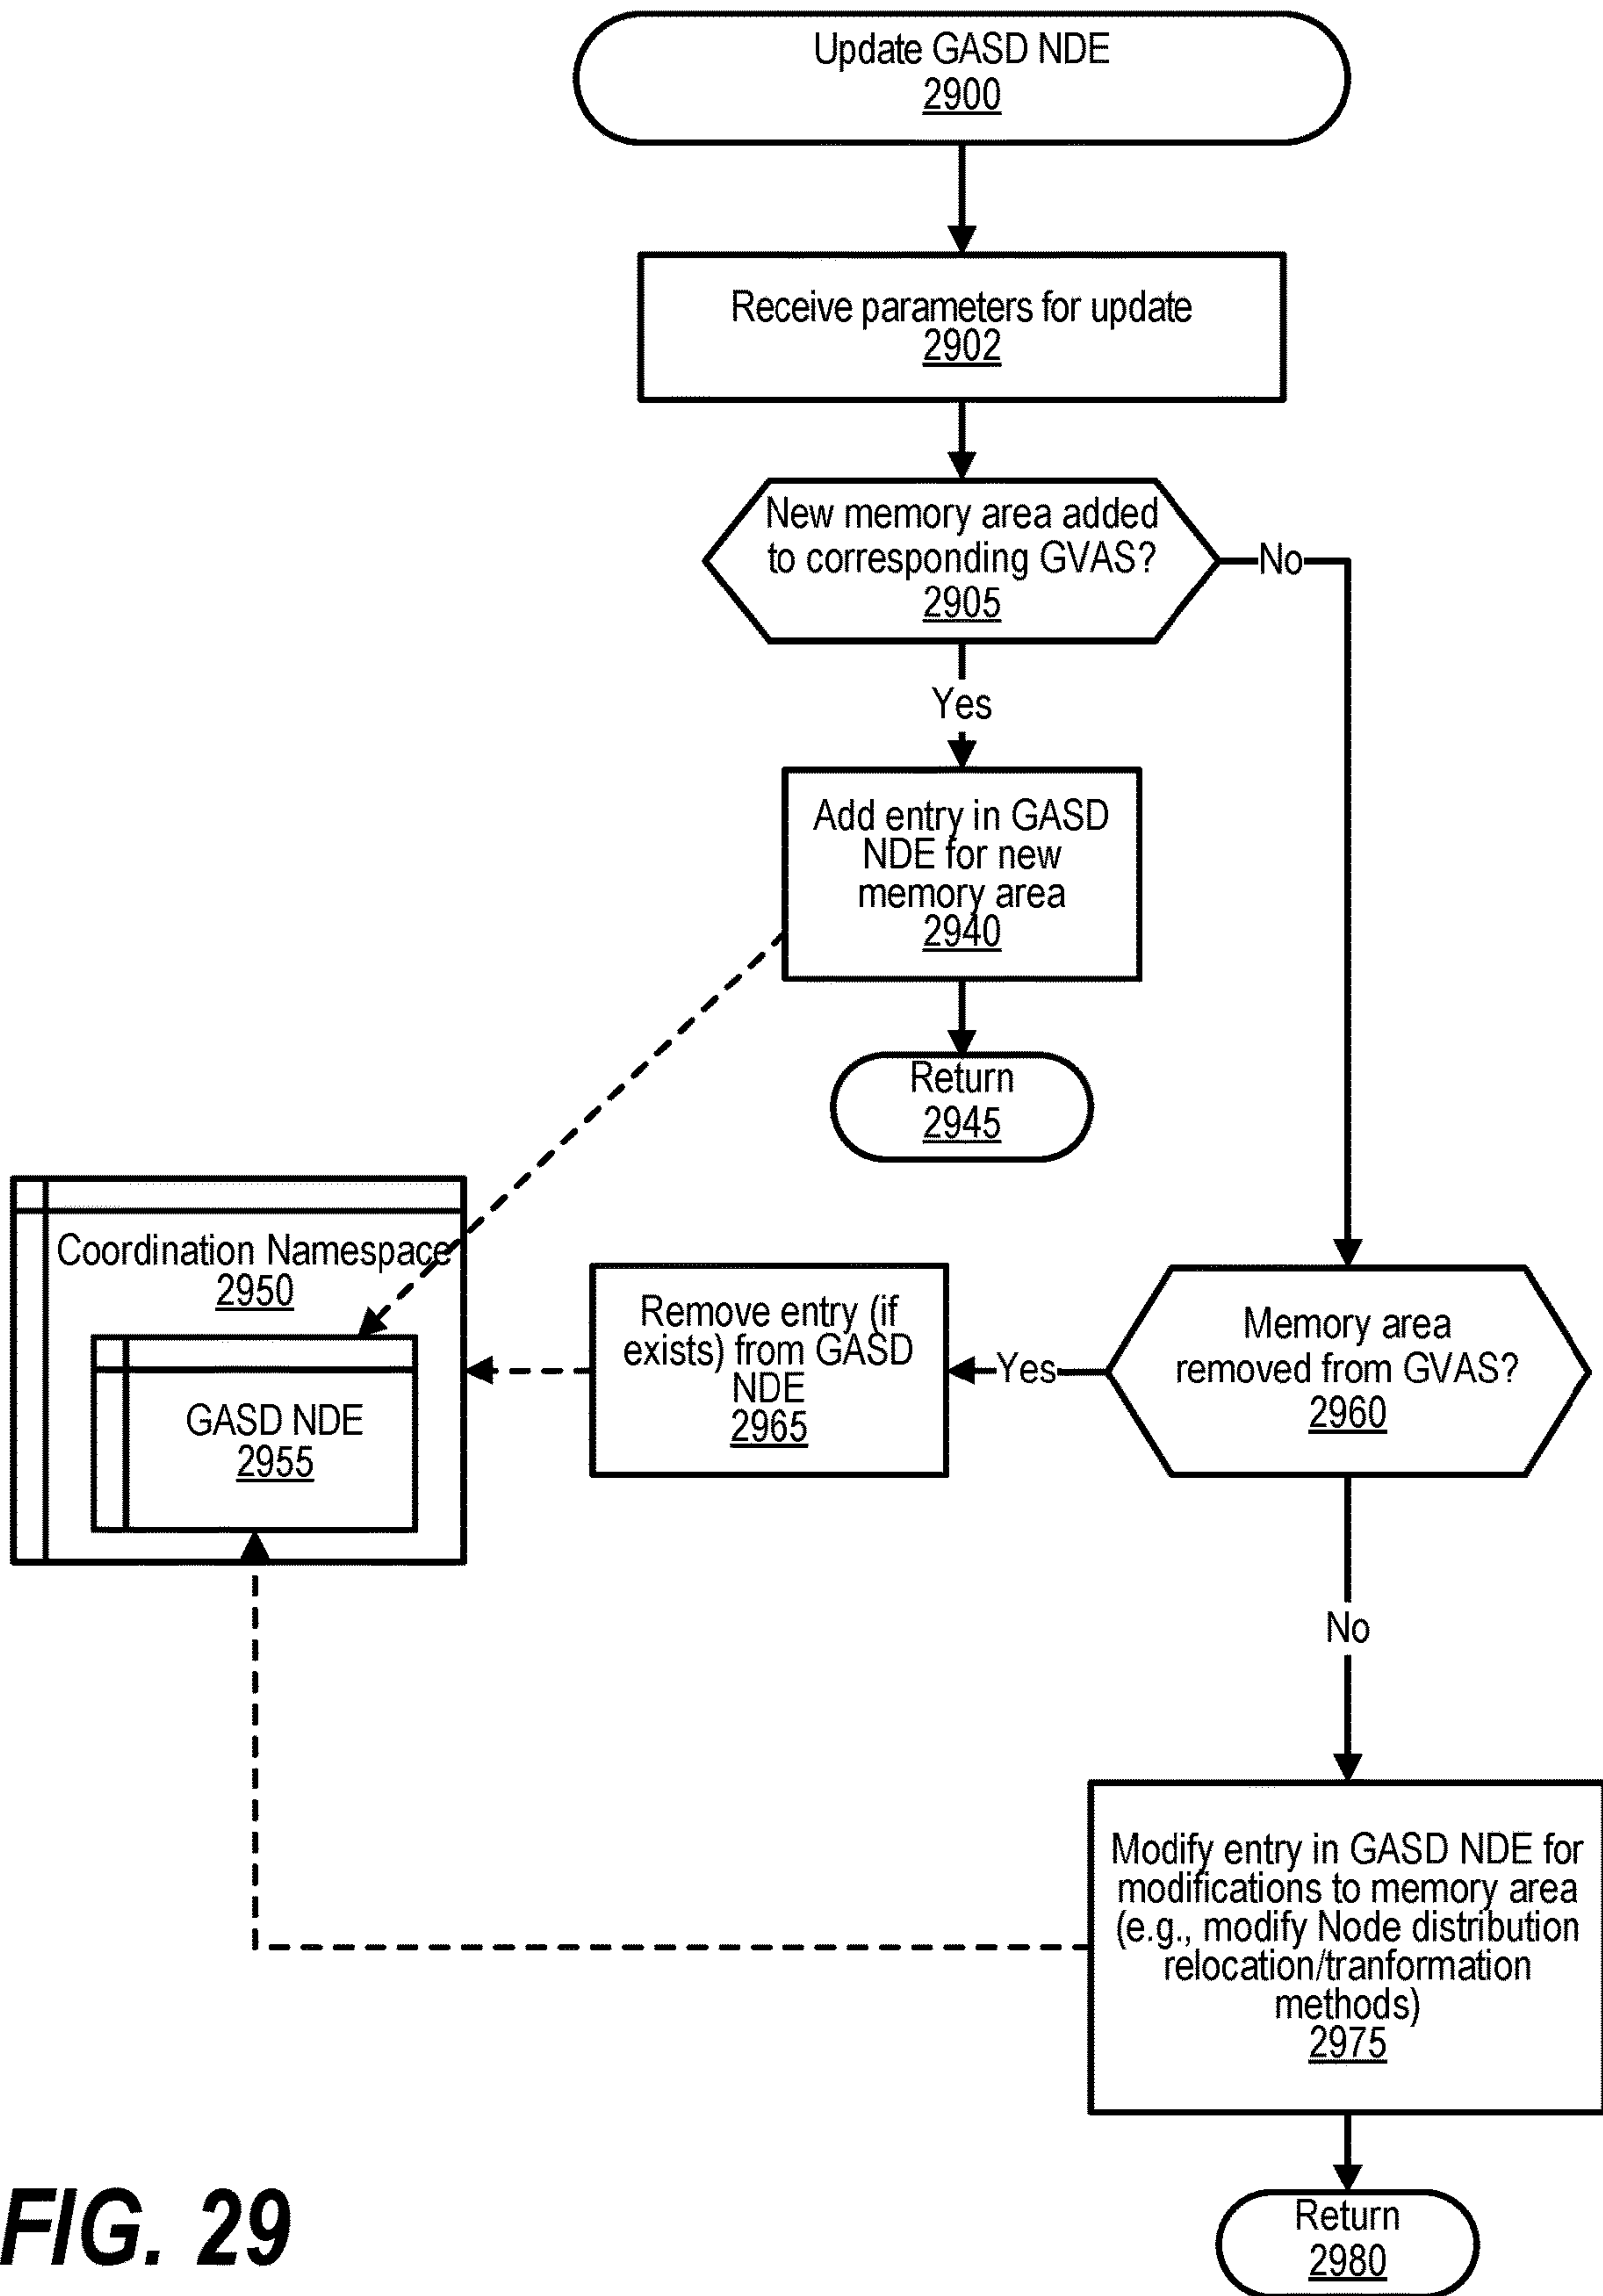 Update GASD NDE
2900
Receive parameters for update
2902
New memory area added
to corresponding GVAS?
2905
No
Yes
Add entry in GASD
NDE for new
memory area
2940
Return
2945
Coordination Namespace
2950
GASD NDE
2955
Remove entry (if
exists) from GASD
NDE
2965
Yes
Memory area
removed from GVAS?
2960
No
Modify entry in GASD NDE for
modifications to memory area
(e.g., modify Node distribution
relocation/tranformation
methods)
2975
Return
2980
FIG. 29